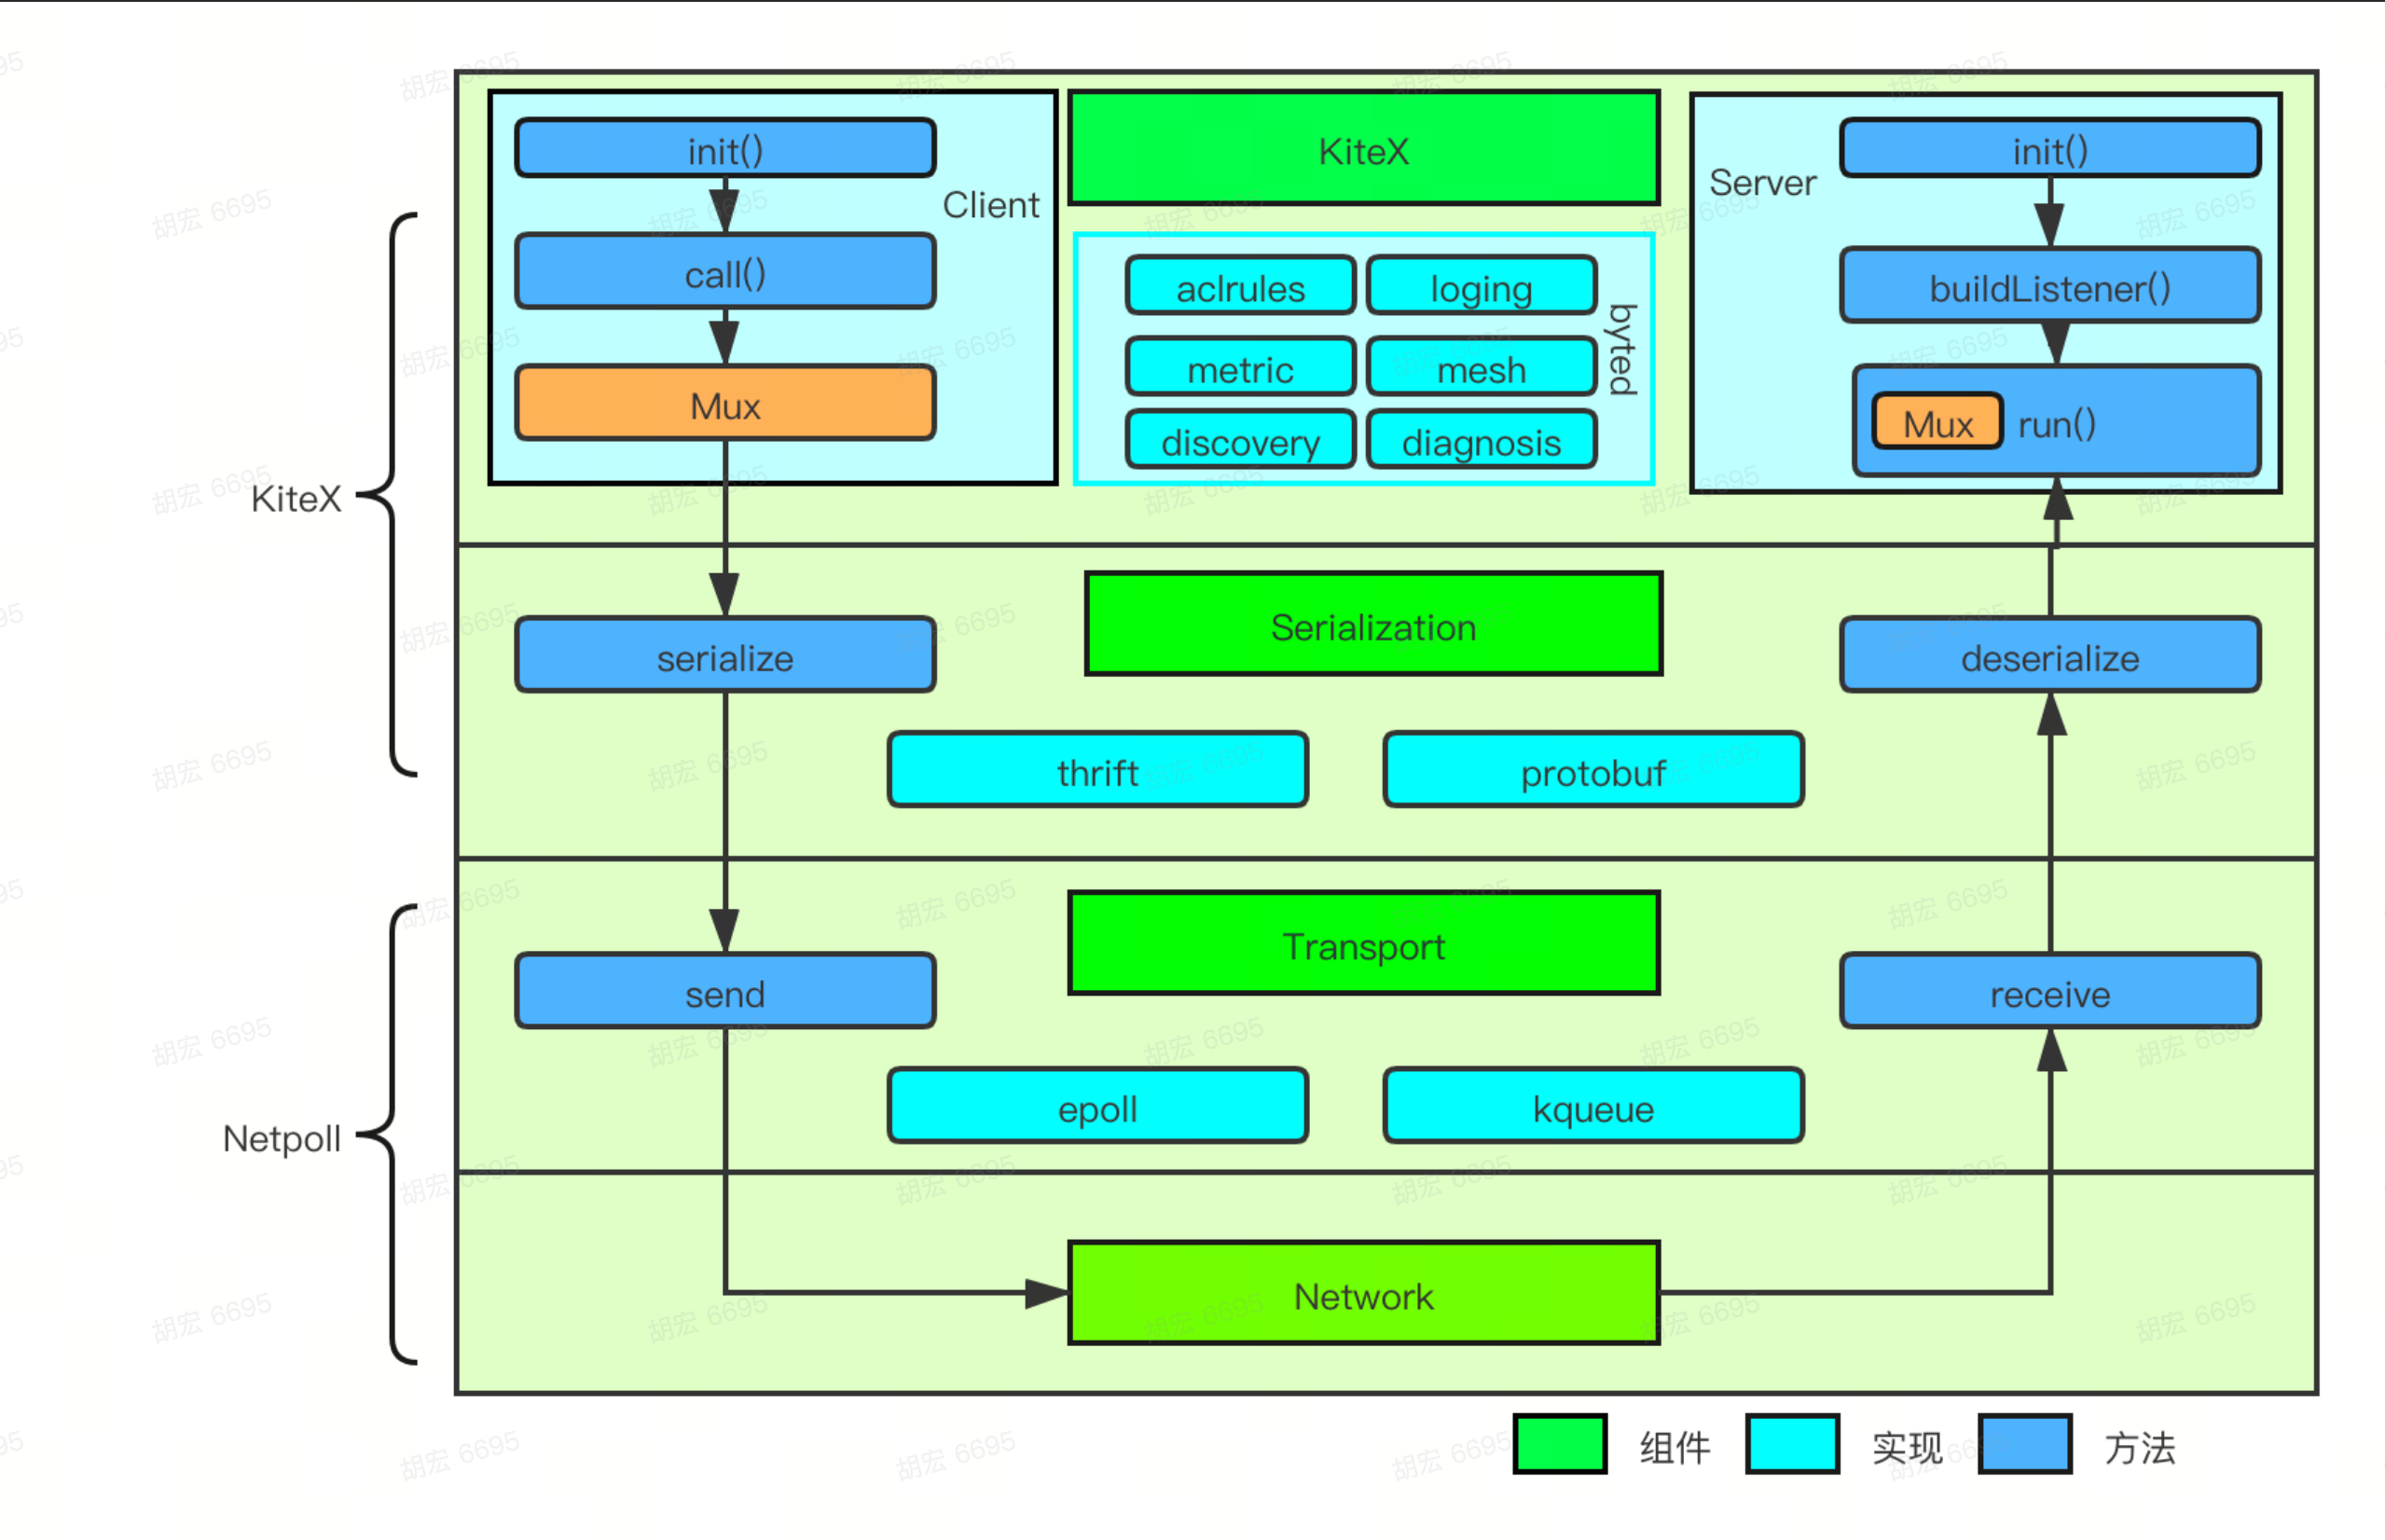 init()
Client
call()
Mux
KiteX
aclrules
loging
metric
mesh
discovery
diagnosis
byted
Server
init()
buildListener()
Mux
run()
KiteX
serialize
Serialization
deserialize
thrift
protobuf
Netpoll
send
Transport
receive
epoll
kqueue
Network
组件
实现
方法
胡宏 6695